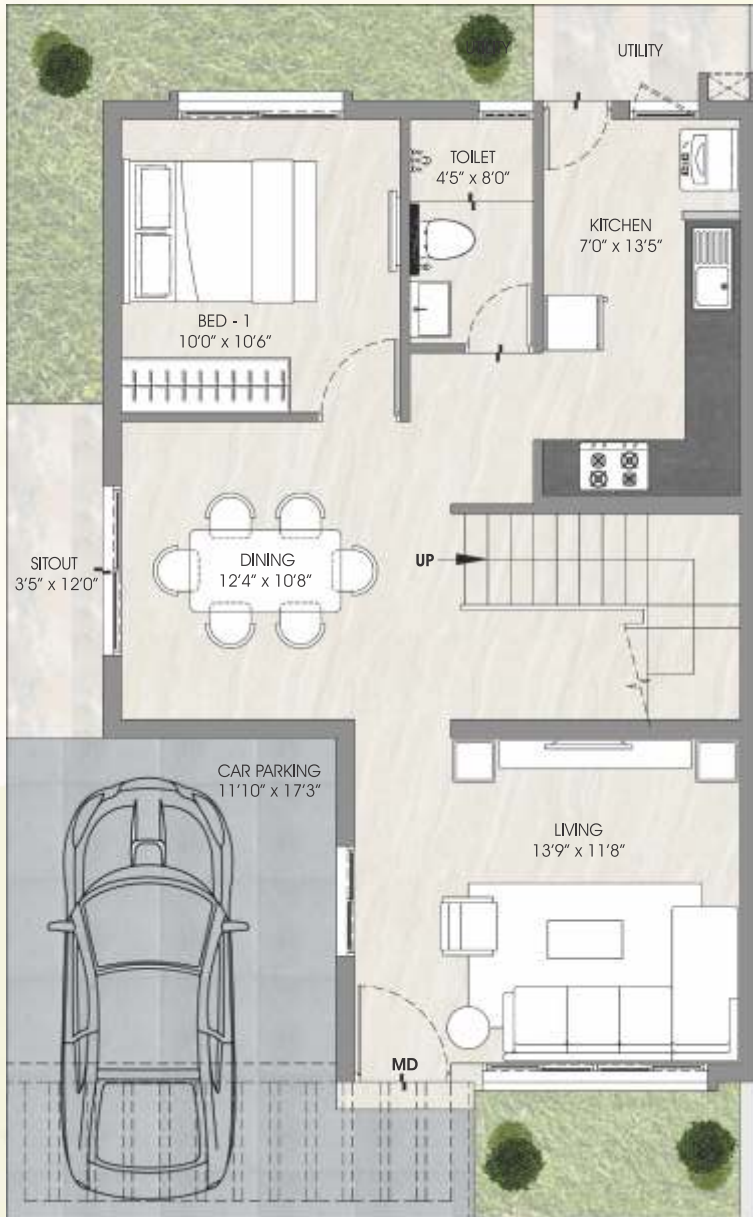 UTILITY
TOILET
4'5" x 8'0"
KITCHEN
7'0" x 13'5"
BED - 1
10'0" x 10'6"
SITOUT
3'5" x 12'0"
DINING
12'4" x 10'8"
UP
CAR PARKING
11'10" x 17'3"
LIVING
13'9" x 11'8"
MD